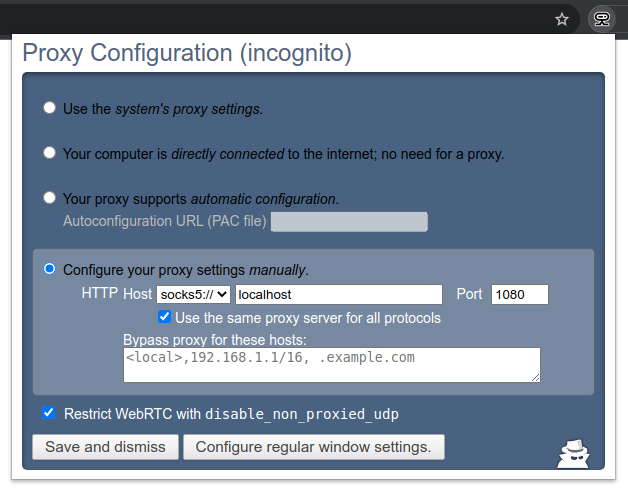 Proxy Configuration (incognito)
Use the system's proxy settings.
Your computer is directly connected to the internet; no need for a proxy.
Your proxy supports automatic configuration.
Autoconfiguration URL (PAC file)
Configure your proxy settings manually.
HTTP Host socks5:// localhost Port 1080
Use the same proxy server for all protocols
Bypass proxy for these hosts:
<local>,192.168.1.1/16, .example.com
Restrict WebRTC with disable_non_proxied_udp
Save and dismiss Configure regular window settings.